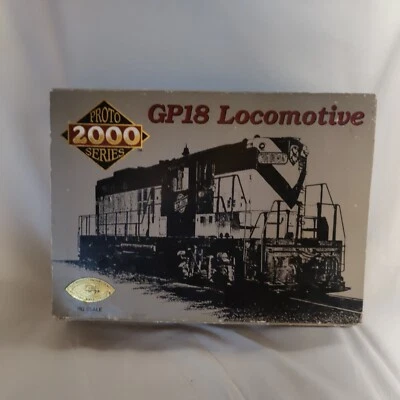 PROTO
2000
SERIES
GP18 Locomotive